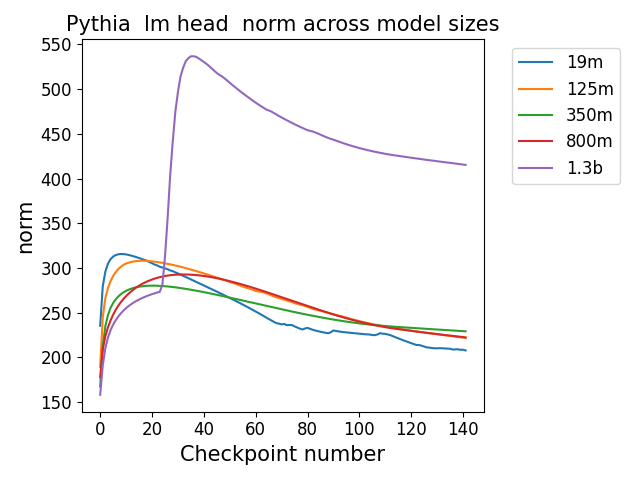 Pythia  lm head  norm across model sizes
norm
550
500
450
400
350
300
250
200
150
0 20 40 60 80 100 120 140
Checkpoint number
19m
125m
350m
800m
1.3b